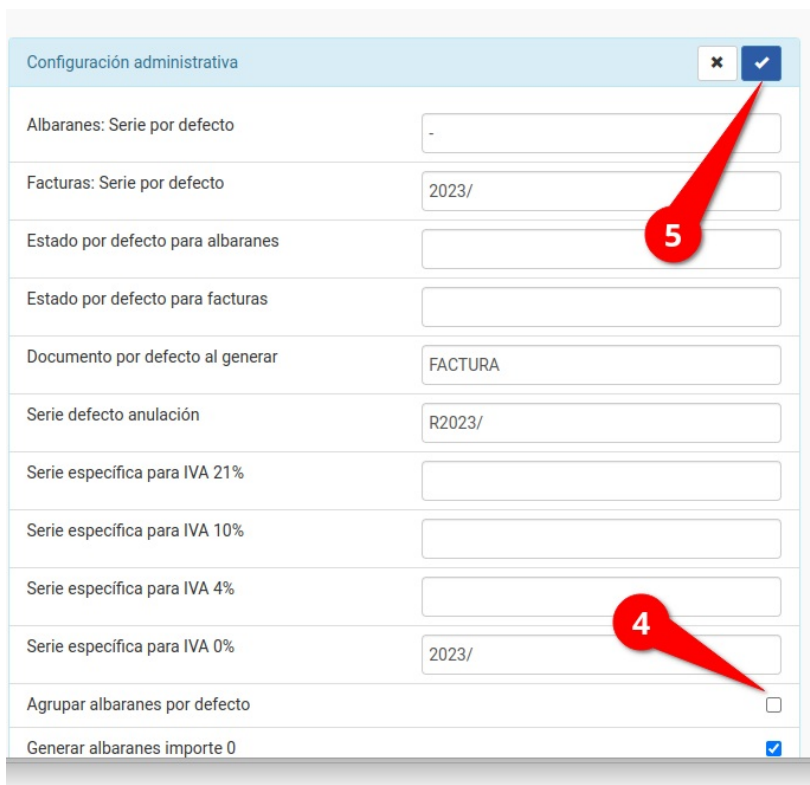 Configuración administrativa
Albaranes: Serie por defecto
-
Facturas: Serie por defecto
2023/
5
Estado por defecto para albaranes
Estado por defecto para facturas
Documento por defecto al generar
FACTURA
Serie defecto anulación
R2023/
Serie específica para IVA 21%
Serie específica para IVA 10%
Serie específica para IVA 4%
4
Serie específica para IVA 0%
2023/
Agrupar albaranes por defecto
Generar albaranes importe 0